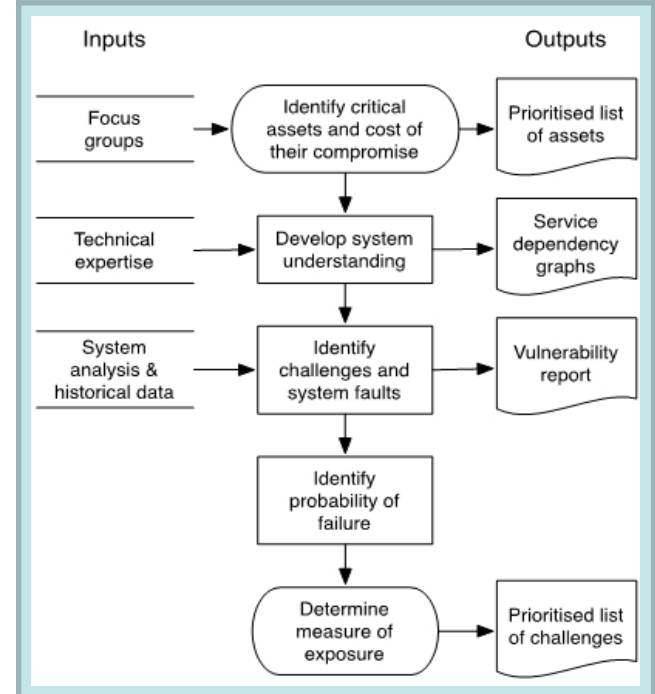 Inputs
Outputs
Focus
groups
Identify critical
assets and cost of
their compromise
Prioritised list
of assets
Technical
expertise
Develop system
understanding
Service
dependency
graphs
System
analysis &
historical data
Identify
challenges and
system faults
Vulnerability
report
Identify
probability of
failure
Determine
measure of
exposure
Prioritised list
of challenges